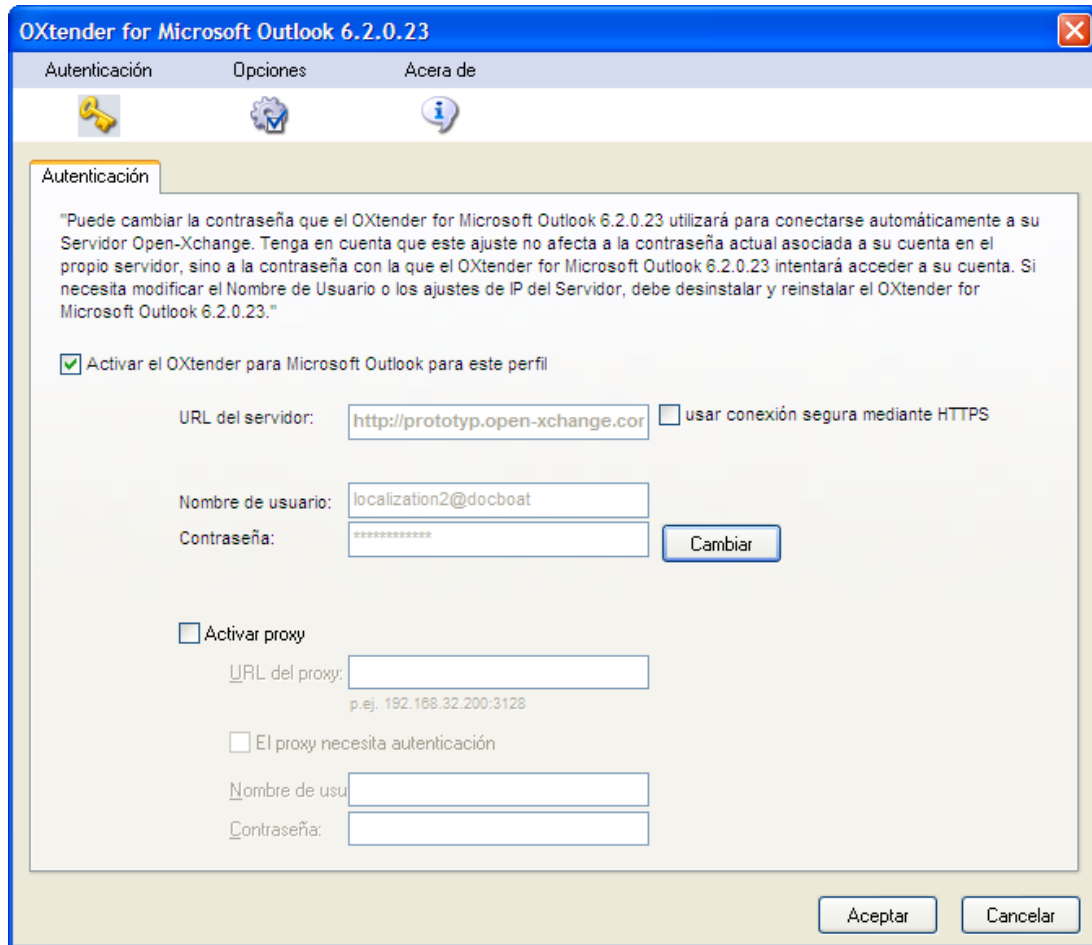 OXtender for Microsoft Outlook 6.2.0.23
Autenticación Opciones Acera de
Autenticación
"Puede cambiar la contraseña que el OXtender for Microsoft Outlook 6.2.0.23 utilizará para conectarse automáticamente a su
Servidor Open-Xchange. Tenga en cuenta que este ajuste no afecta a la contraseña actual asociada a su cuenta en el
propio servidor, sino a la contraseña con la que el OXtender for Microsoft Outlook 6.2.0.23 intentará acceder a su cuenta. Si
necesita modificar el Nombre de Usuario o los ajustes de IP del Servidor, debe desinstalar y reinstalar el OXtender for
Microsoft Outlook 6.2.0.23."
Activar el OXtender para Microsoft Outlook para este perfil
URL del servidor: http://prototyp.open-xchange.cor usar conexión segura mediante HTTPS
Nombre de usuario: localization2@docboat
Contraseña: ************ Cambiar
Activar proxy
URL del proxy:
p.ej. 192.168.32.200:3128
El proxy necesita autenticación
Nombre de usu
Contraseña:
Aceptar Cancelar